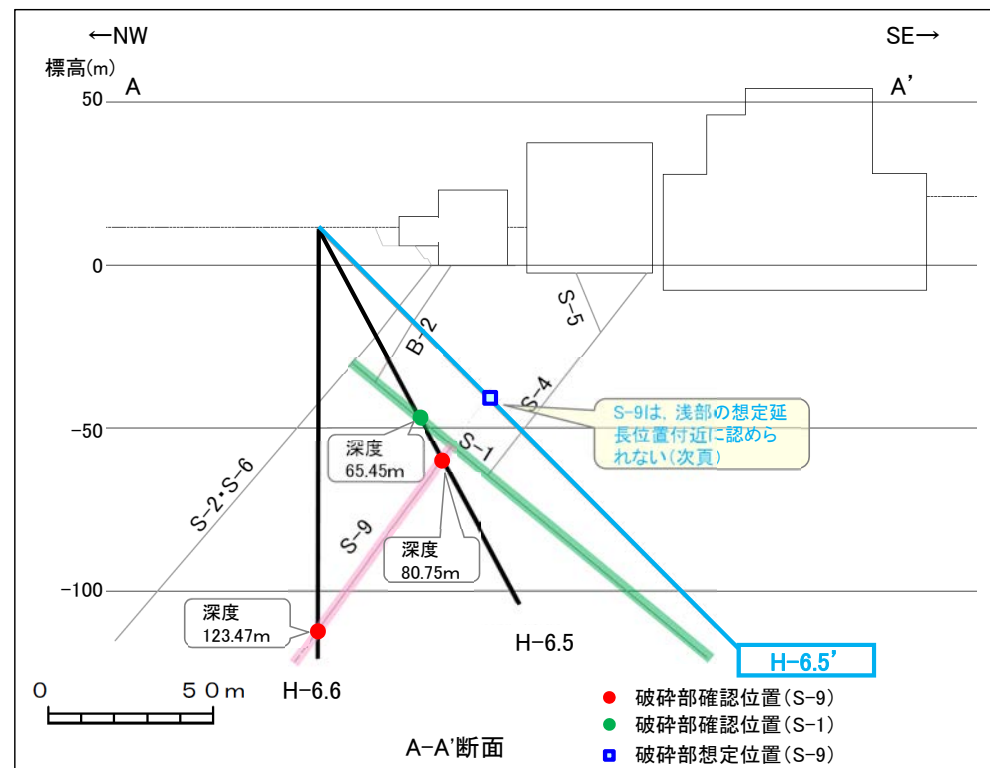 ←NW
SE→
標高(m)
A
A'
50
0
-50
-100
S-5
B-2
S-4
S-9は、浅部の想定延
長位置付近に認めら
れない(次頁)
深度
65.45m
S-1
S-2・S-6
S-9
深度
80.75m
深度
123.47m
H-6.5
H-6.5’
H-6.6
0
50m
A-A'断面
破砕部確認位置(S-9)
破砕部確認位置(S-1)
破砕部想定位置(S-9)